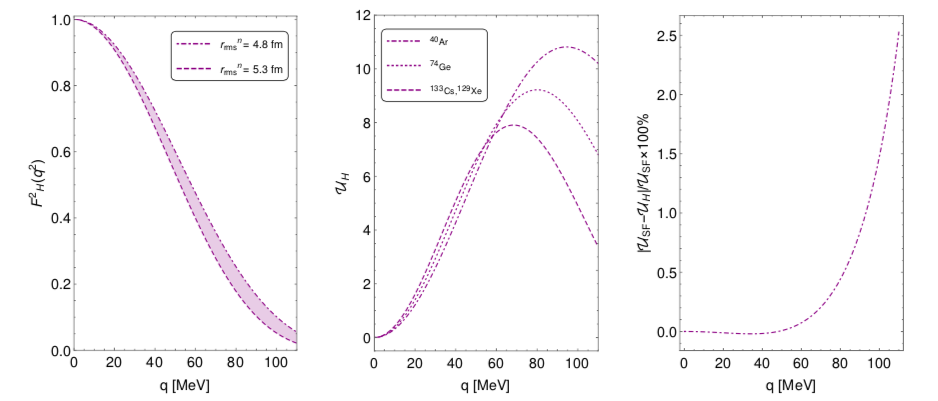 F²_H(q²)
1.0
0.8
0.6
0.4
0.2
0.0
r_rms^n = 4.8 fm
r_rms^n = 5.3 fm
0 20 40 60 80 100
q [MeV]
𝒰_H
12
10
8
6
4
2
0
⁴⁰Ar
⁷⁴Ge
¹³³Cs,¹²⁹Xe
0 20 40 60 80 100
q [MeV]
|𝒰_SF−𝒰_H|/𝒰_SF×100%
2.5
2.0
1.5
1.0
0.5
0.0
0 20 40 60 80 100
q [MeV]